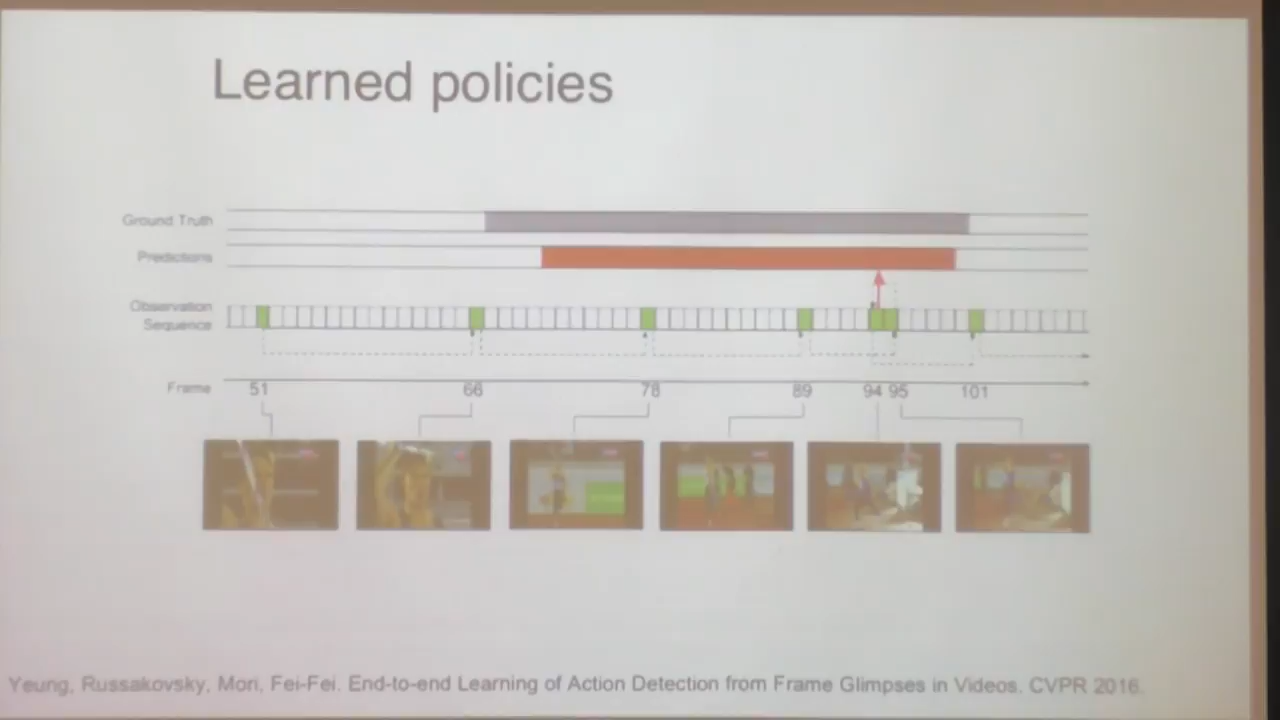 Learned policies
Ground Truth
Predictions
Observation
Sequence
Frame
51 66 78 89 94 95 101
Yeung, Russakovsky, Mori, Fei-Fei. End-to-end Learning of Action Detection from Frame Glimpses in Videos. CVPR 2016.